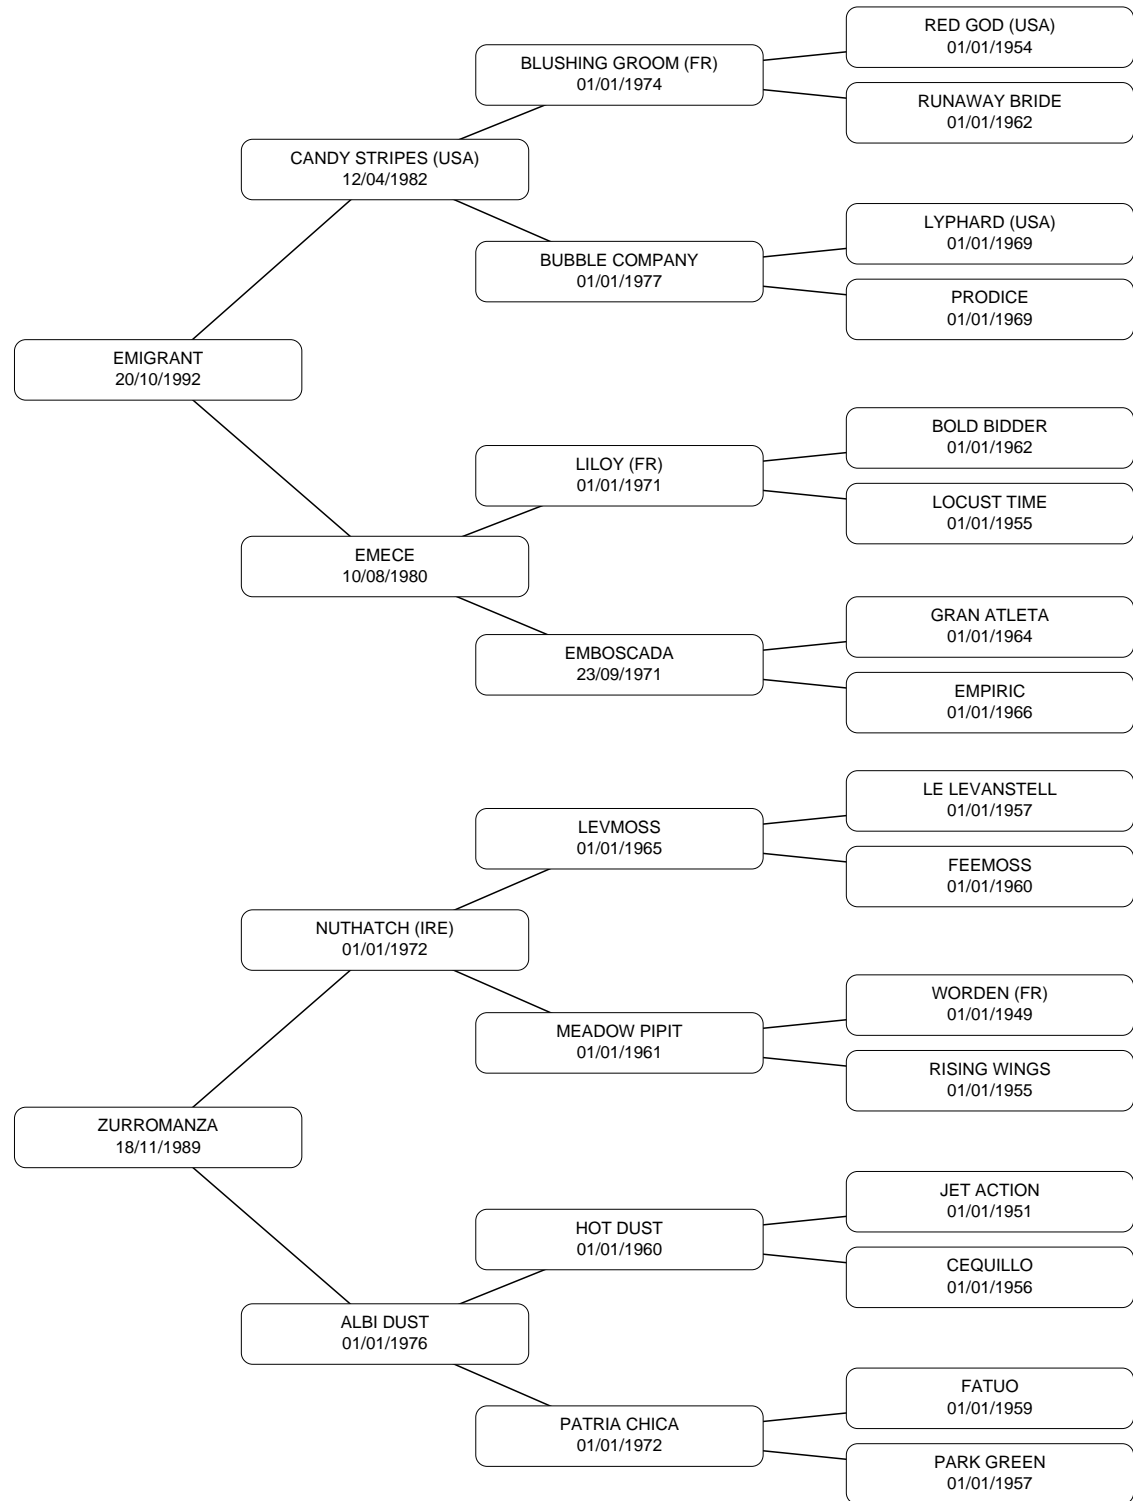 RED GOD (USA)
01/01/1954
BLUSHING GROOM (FR)
01/01/1974
RUNAWAY BRIDE
01/01/1962
CANDY STRIPES (USA)
12/04/1982
LYPHARD (USA)
01/01/1969
BUBBLE COMPANY
01/01/1977
PRODICE
01/01/1969
EMIGRANT
20/10/1992
BOLD BIDDER
01/01/1962
LILOY (FR)
01/01/1971
LOCUST TIME
01/01/1955
EMECE
10/08/1980
GRAN ATLETA
01/01/1964
EMBOSCADA
23/09/1971
EMPIRIC
01/01/1966
LE LEVANSTELL
01/01/1957
LEVMOSS
01/01/1965
FEEMOSS
01/01/1960
NUTHATCH (IRE)
01/01/1972
WORDEN (FR)
01/01/1949
MEADOW PIPIT
01/01/1961
RISING WINGS
01/01/1955
ZURROMANZA
18/11/1989
JET ACTION
01/01/1951
HOT DUST
01/01/1960
CEQUILLO
01/01/1956
ALBI DUST
01/01/1976
FATUO
01/01/1959
PATRIA CHICA
01/01/1972
PARK GREEN
01/01/1957